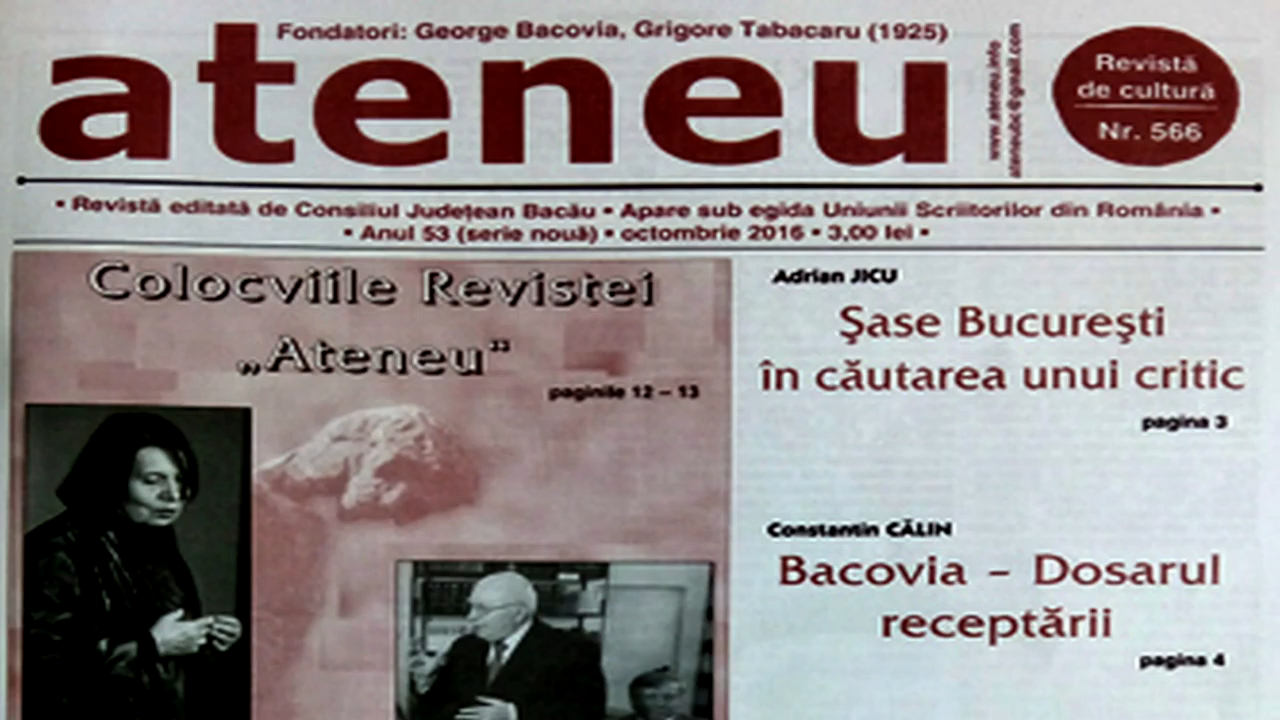 Fondatori: George Bacovia, Grigore Tabacaru (1925)
ateneu
www.ateneu.info
ateneubc@gmail.com
Revistă
de cultură
Nr. 566
• Revistă editată de Consiliul Județean Bacău • Apare sub egida Uniunii Scriitorilor din România •
• Anul 53 (serie nouă) • octombrie 2016 • 3,00 lei •
Colocviile Revistei
„Ateneu”
paginile 12 – 13
Adrian JICU
Şase Bucureşti
în căutarea unui critic
pagina 3
Constantin CĂLIN
Bacovia – Dosarul
receptării
pagina 4